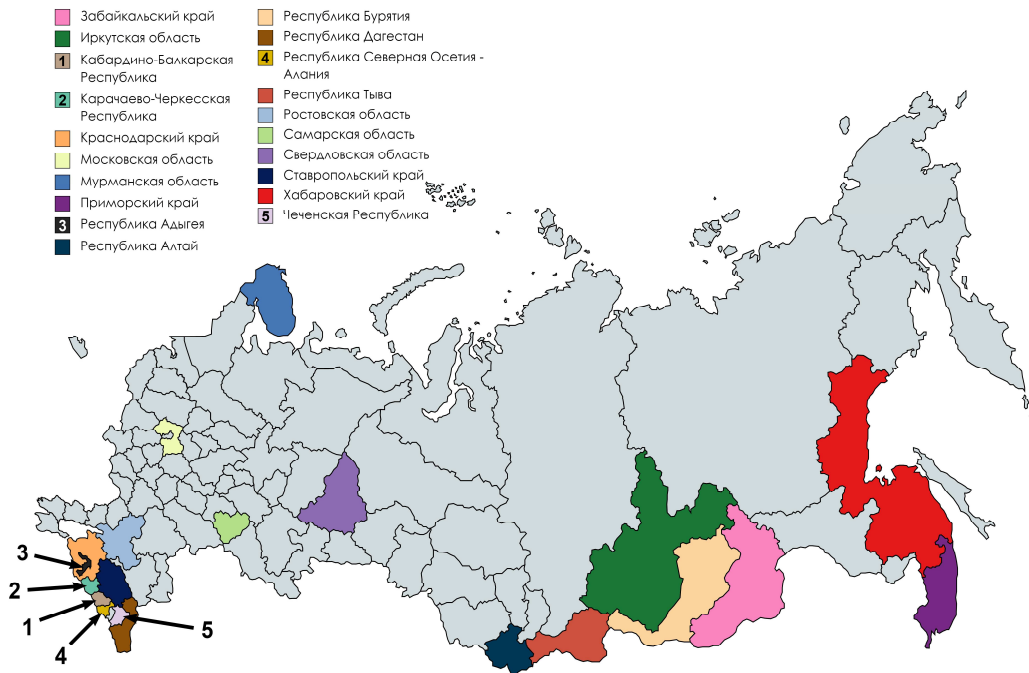 Забайкальский край
Иркутская область
1 Кабардино-Балкарская
Республика
2 Карачаево-Черкесская
Республика
Краснодарский край
Московская область
Мурманская область
Приморский край
3 Республика Адыгея
Республика Алтай
Республика Бурятия
Республика Дагестан
4 Республика Северная Осетия -
Алания
Республика Тыва
Ростовская область
Самарская область
Свердловская область
Ставропольский край
Хабаровский край
5 Чеченская Республика
3
2
1
4
5